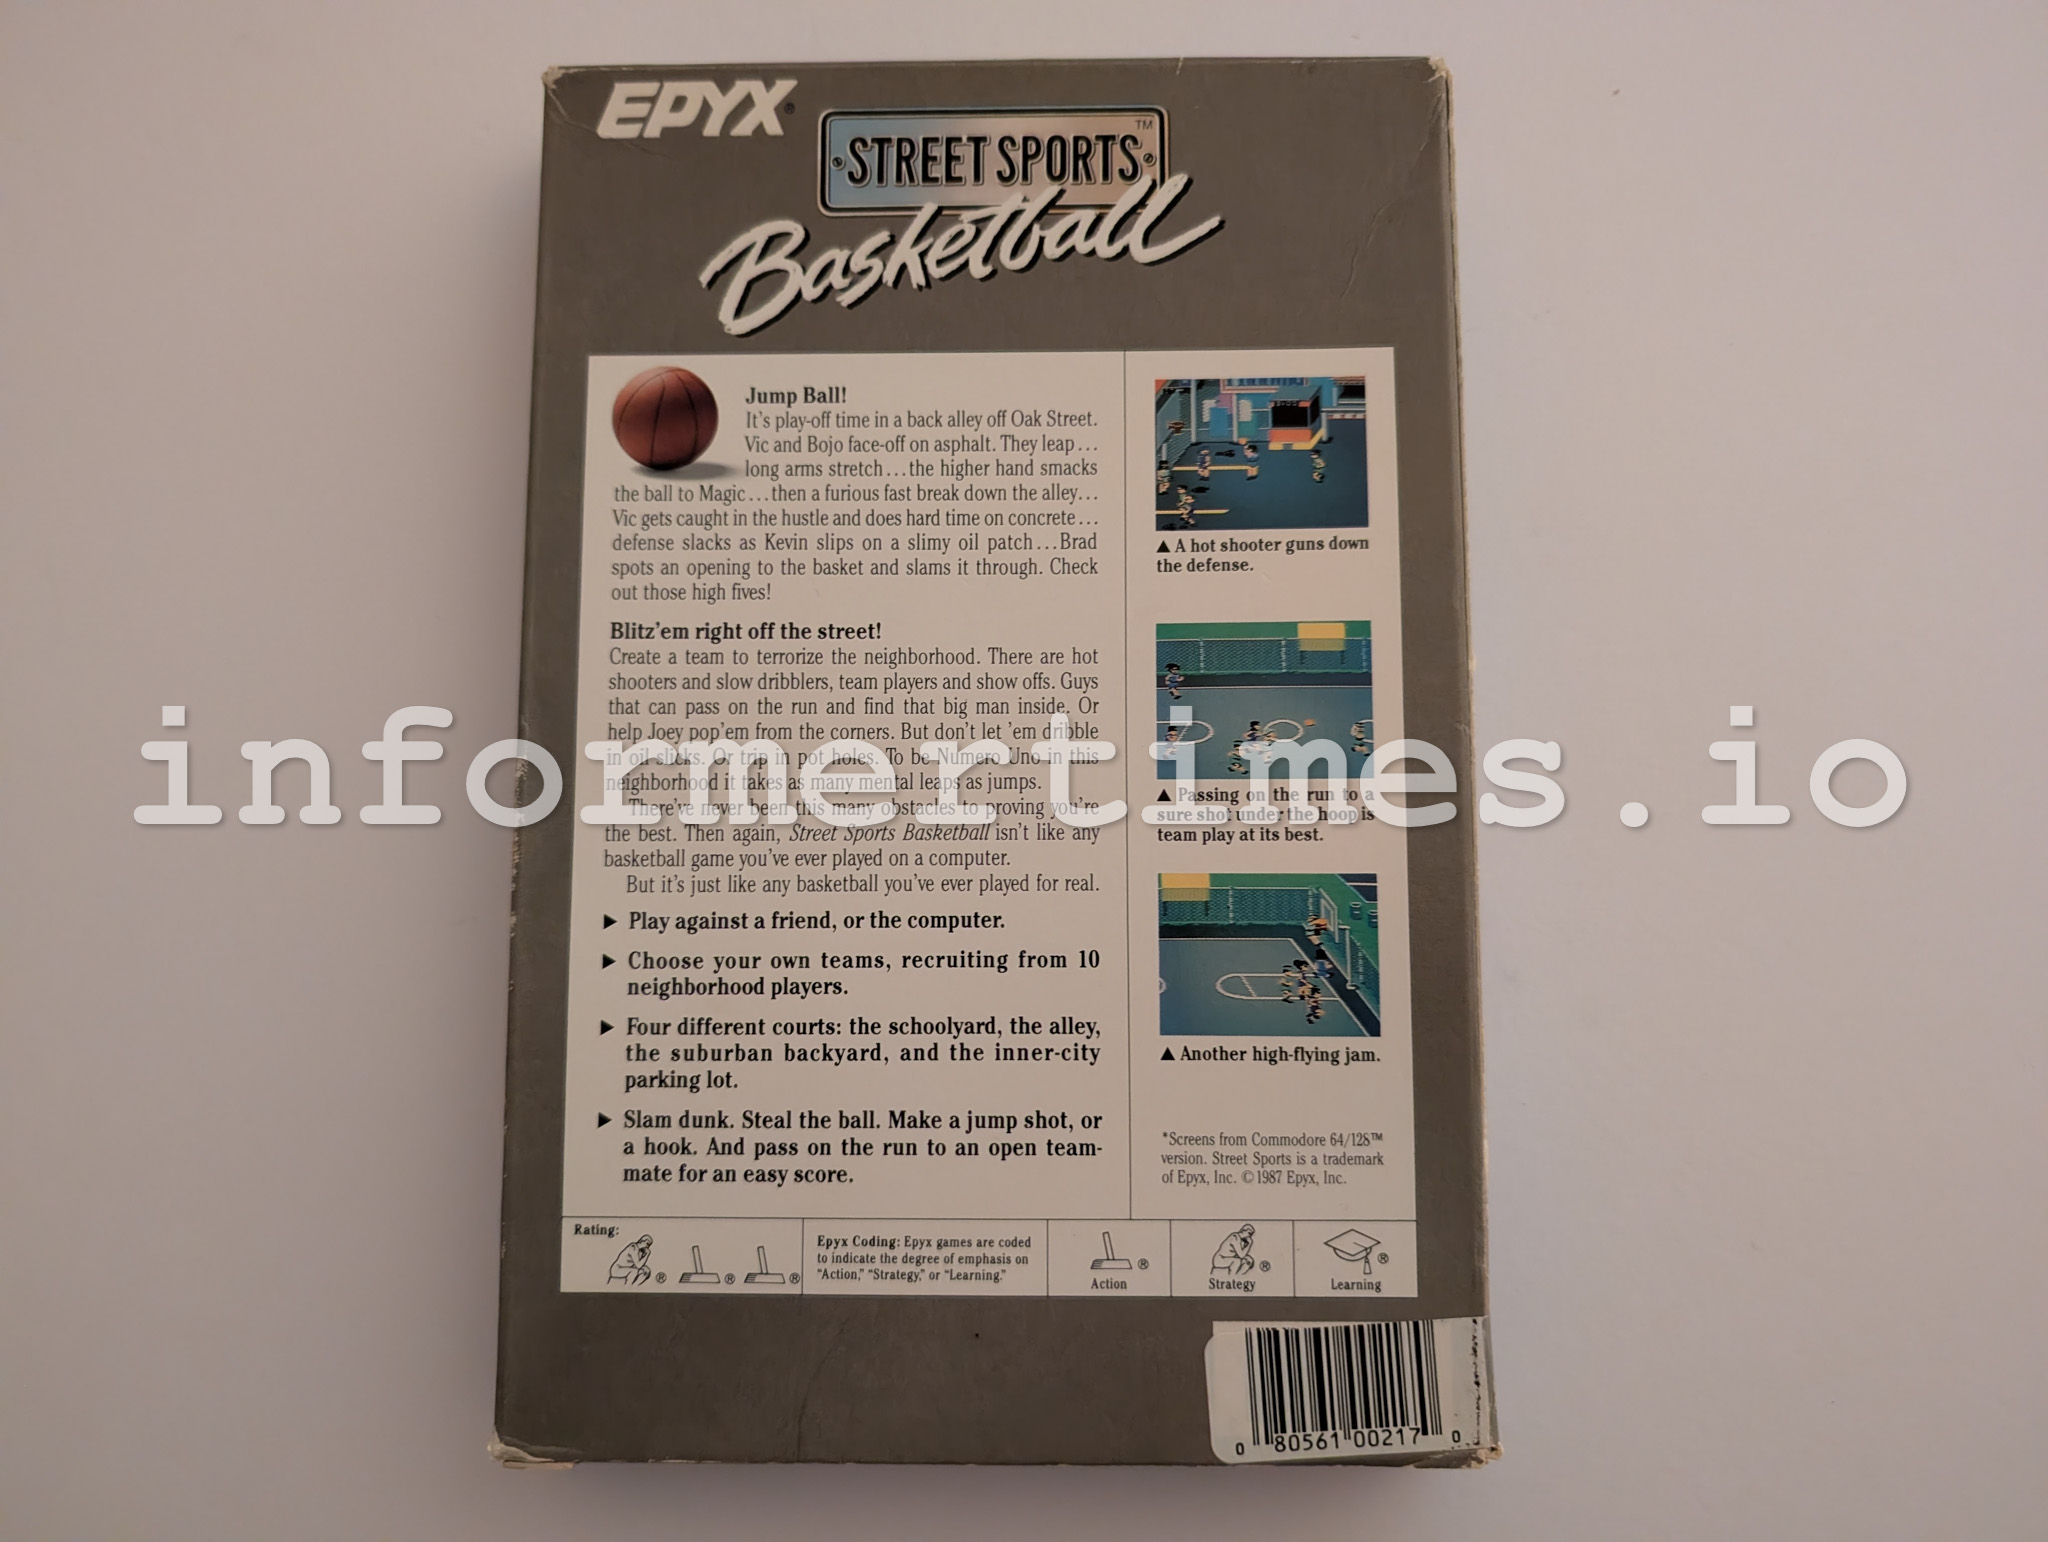 EPYX®
STREET SPORTS™
Basketball
Jump Ball!
It's play-off time in a back alley off Oak Street.
Vic and Bojo face-off on asphalt. They leap...
long arms stretch...the higher hand smacks
the ball to Magic...then a furious fast break down the alley...
Vic gets caught in the hustle and does hard time on concrete...
defense slacks as Kevin slips on a slimy oil patch...Brad
spots an opening to the basket and slams it through. Check
out those high fives!
Blitz'em right off the street!
Create a team to terrorize the neighborhood. There are hot
shooters and slow dribblers, team players and show offs. Guys
that can pass on the run and find that big man inside. Or
help Joey pop'em from the corners. But don't let 'em dribble
in oil slicks. Or trip in pot holes. To be Numero Uno in this
neighborhood it takes as many mental leaps as jumps.
There've never been this many obstacles to proving you're
the best. Then again, Street Sports Basketball isn't like any
basketball game you've ever played on a computer.
But it's just like any basketball you've ever played for real.
▶ Play against a friend, or the computer.
▶ Choose your own teams, recruiting from 10
neighborhood players.
▶ Four different courts: the schoolyard, the alley,
the suburban backyard, and the inner-city
parking lot.
▶ Slam dunk. Steal the ball. Make a jump shot, or
a hook. And pass on the run to an open team-
mate for an easy score.
▲ A hot shooter guns down
the defense.
▲ Passing on the run to a
sure shot under the hoop is
team play at its best.
▲ Another high-flying jam.
*Screens from Commodore 64/128™
version. Street Sports is a trademark
of Epyx, Inc. ©1987 Epyx, Inc.
Rating:
® ® ®
Epyx Coding: Epyx games are coded
to indicate the degree of emphasis on
"Action," "Strategy," or "Learning."
®
Action
®
Strategy
®
Learning
0 80561 00217 0
informertimes.io